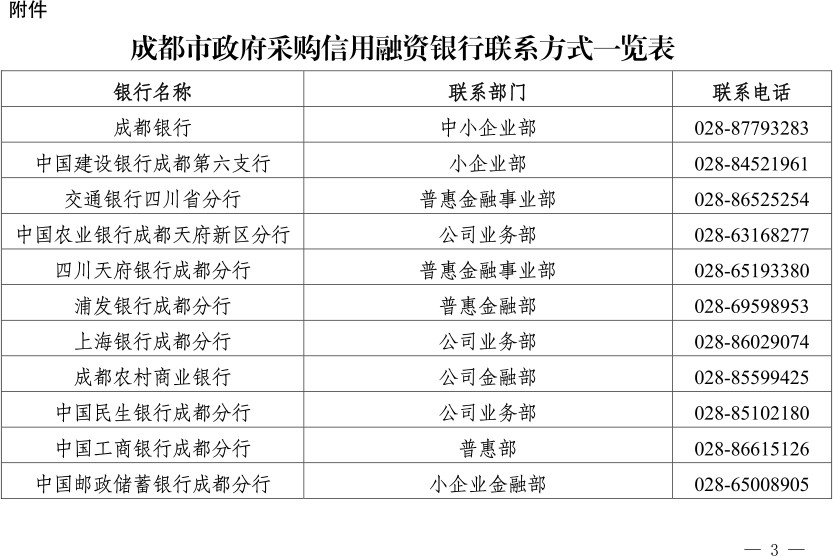 附件
成都市政府采购信用融资银行联系方式一览表
银行名称 联系部门 联系电话
成都银行 中小企业部 028-87793283
中国建设银行成都第六支行 小企业部 028-84521961
交通银行四川省分行 普惠金融事业部 028-86525254
中国农业银行成都天府新区分行 公司业务部 028-63168277
四川天府银行成都分行 普惠金融事业部 028-65193380
浦发银行成都分行 普惠金融部 028-69598953
上海银行成都分行 公司业务部 028-86029074
成都农村商业银行 公司金融部 028-85599425
中国民生银行成都分行 公司业务部 028-85102180
中国工商银行成都分行 普惠部 028-86615126
中国邮政储蓄银行成都分行 小企业金融部 028-65008905
— 3 —